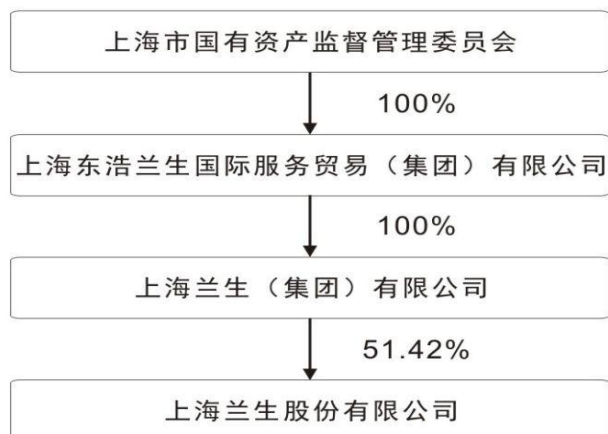 上海市国有资产监督管理委员会
100%
上海东浩兰生国际服务贸易（集团）有限公司
100%
上海兰生（集团）有限公司
51.42%
上海兰生股份有限公司